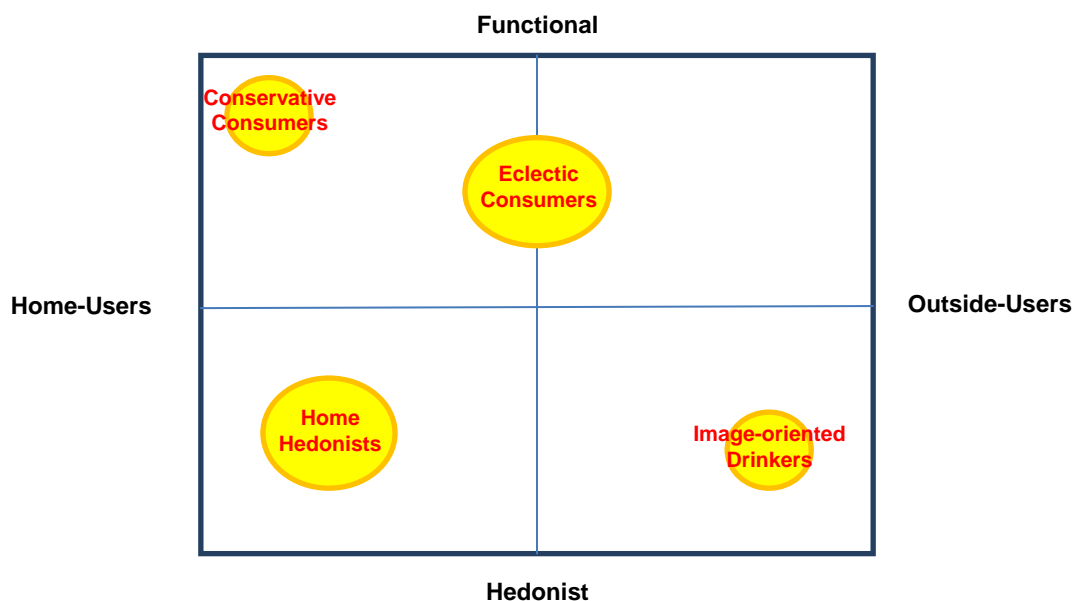 Functional
Conservative
Consumers
Eclectic
Consumers
Home-Users
Outside-Users
Home
Hedonists
Image-oriented
Drinkers
Hedonist